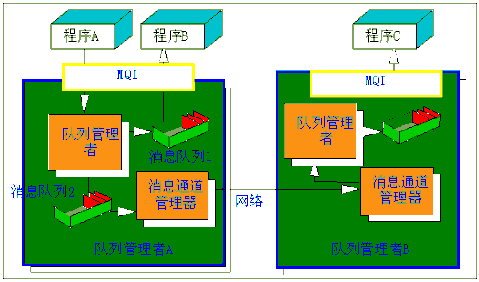 程序A
程序B
程序C
MQI
MQI
队列管理
者
消息队列1
队列管理
者
消息队列2
消息通道
管理器
网络
消息通道
管理器
队列管理者A
队列管理者B